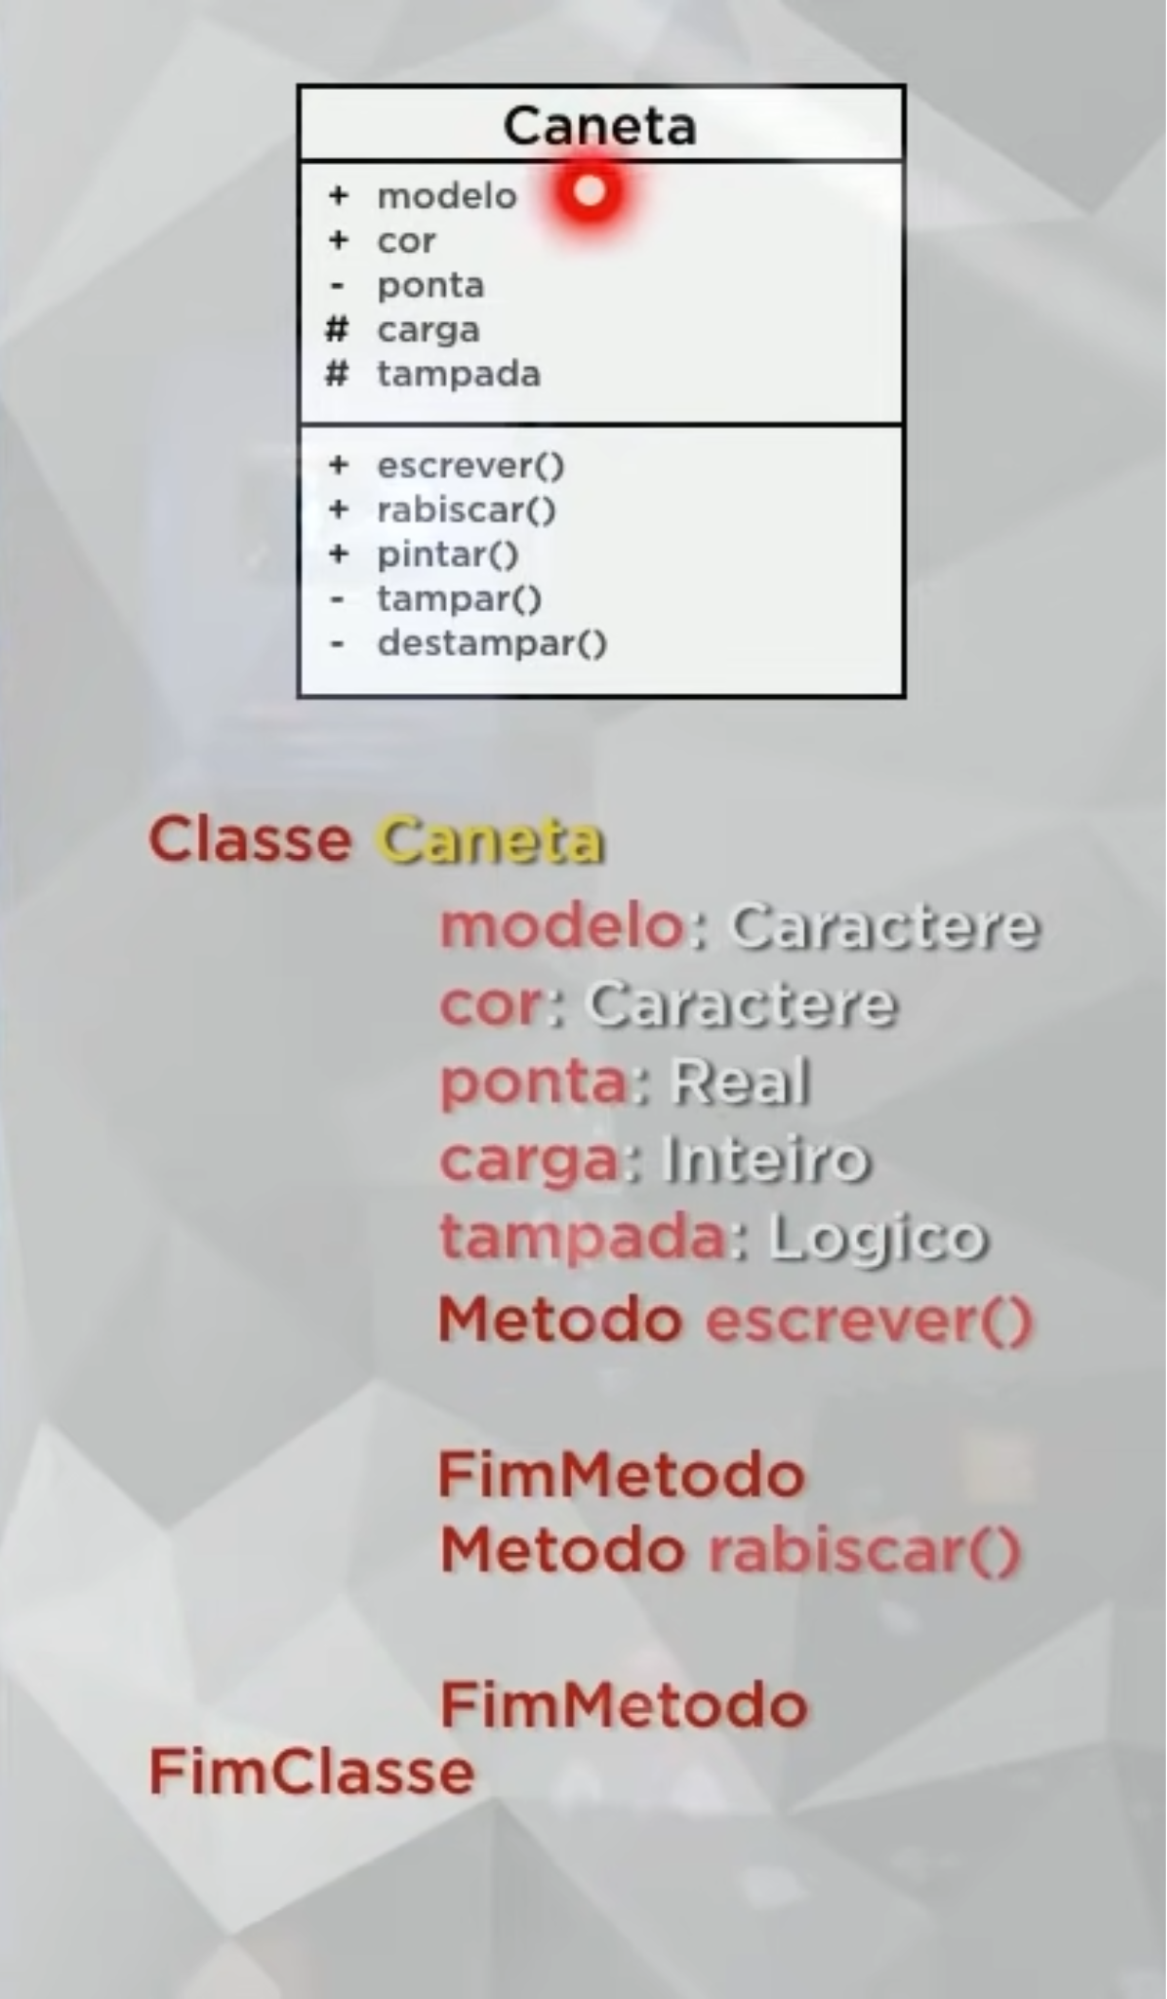 Caneta
+ modelo
+ cor
- ponta
# carga
# tampada
+ escrever()
+ rabiscar()
+ pintar()
- tampar()
- destampar()
Classe Caneta
modelo: Caractere
cor: Caractere
ponta: Real
carga: Inteiro
tampada: Logico
Metodo escrever()
FimMetodo
Metodo rabiscar()
FimMetodo
FimClasse